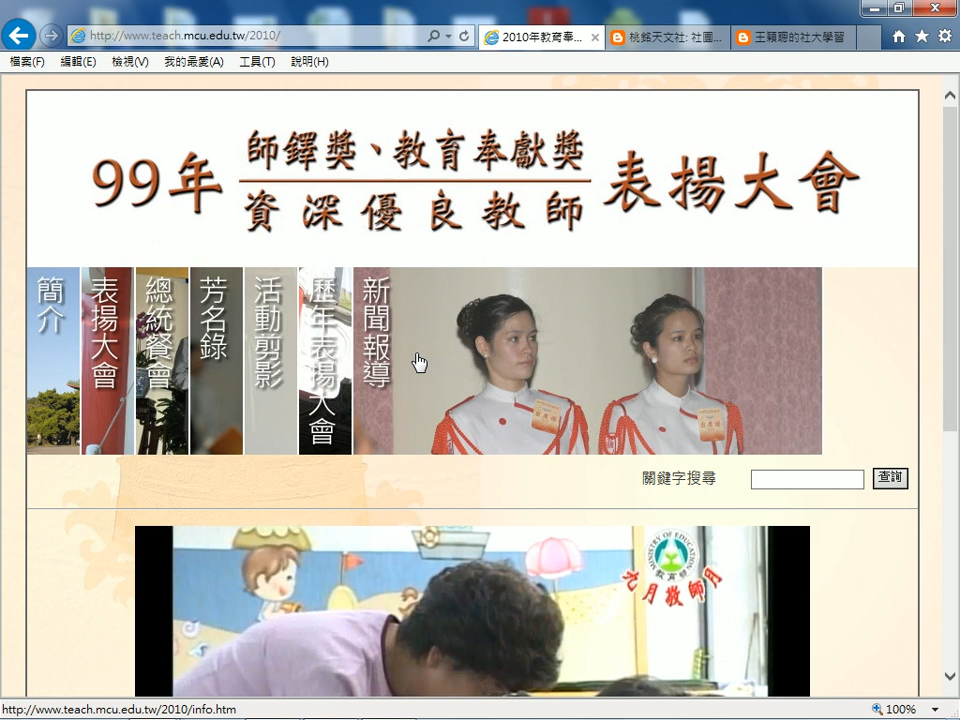 http://www.teach.mcu.edu.tw/2010/
2010年教育奉...
桃銘天文社: 社團...
王穎聰的社大學習
檔案(F) 編輯(E) 檢視(V) 我的最愛(A) 工具(T) 說明(H)
99年 師鐸獎、教育奉獻獎 資深優良教師 表揚大會
簡介
表揚大會
總統餐會
芳名錄
活動剪影
歷年表揚大會
新聞報導
關鍵字搜尋
查詢
MINISTRY OF EDUCATION
教育部
九月敬師月
http://www.teach.mcu.edu.tw/2010/info.htm
100%